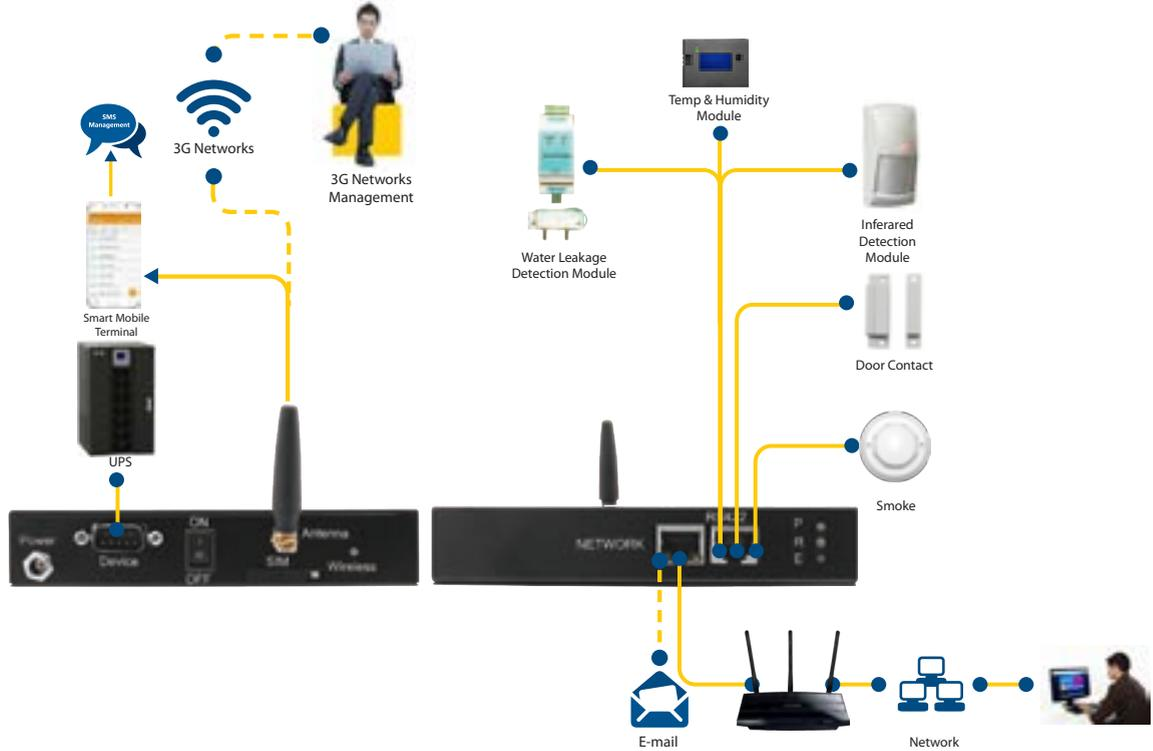 SMS
Management
3G Networks
3G Networks
Management
Smart Mobile
Terminal
UPS
Power
Device
ON
OFF
SIM
Antenna
Wireless
Temp & Humidity
Module
Water Leakage
Detection Module
Inferared
Detection
Module
Door Contact
Smoke
NETWORK
P
R
E
E-mail
Network